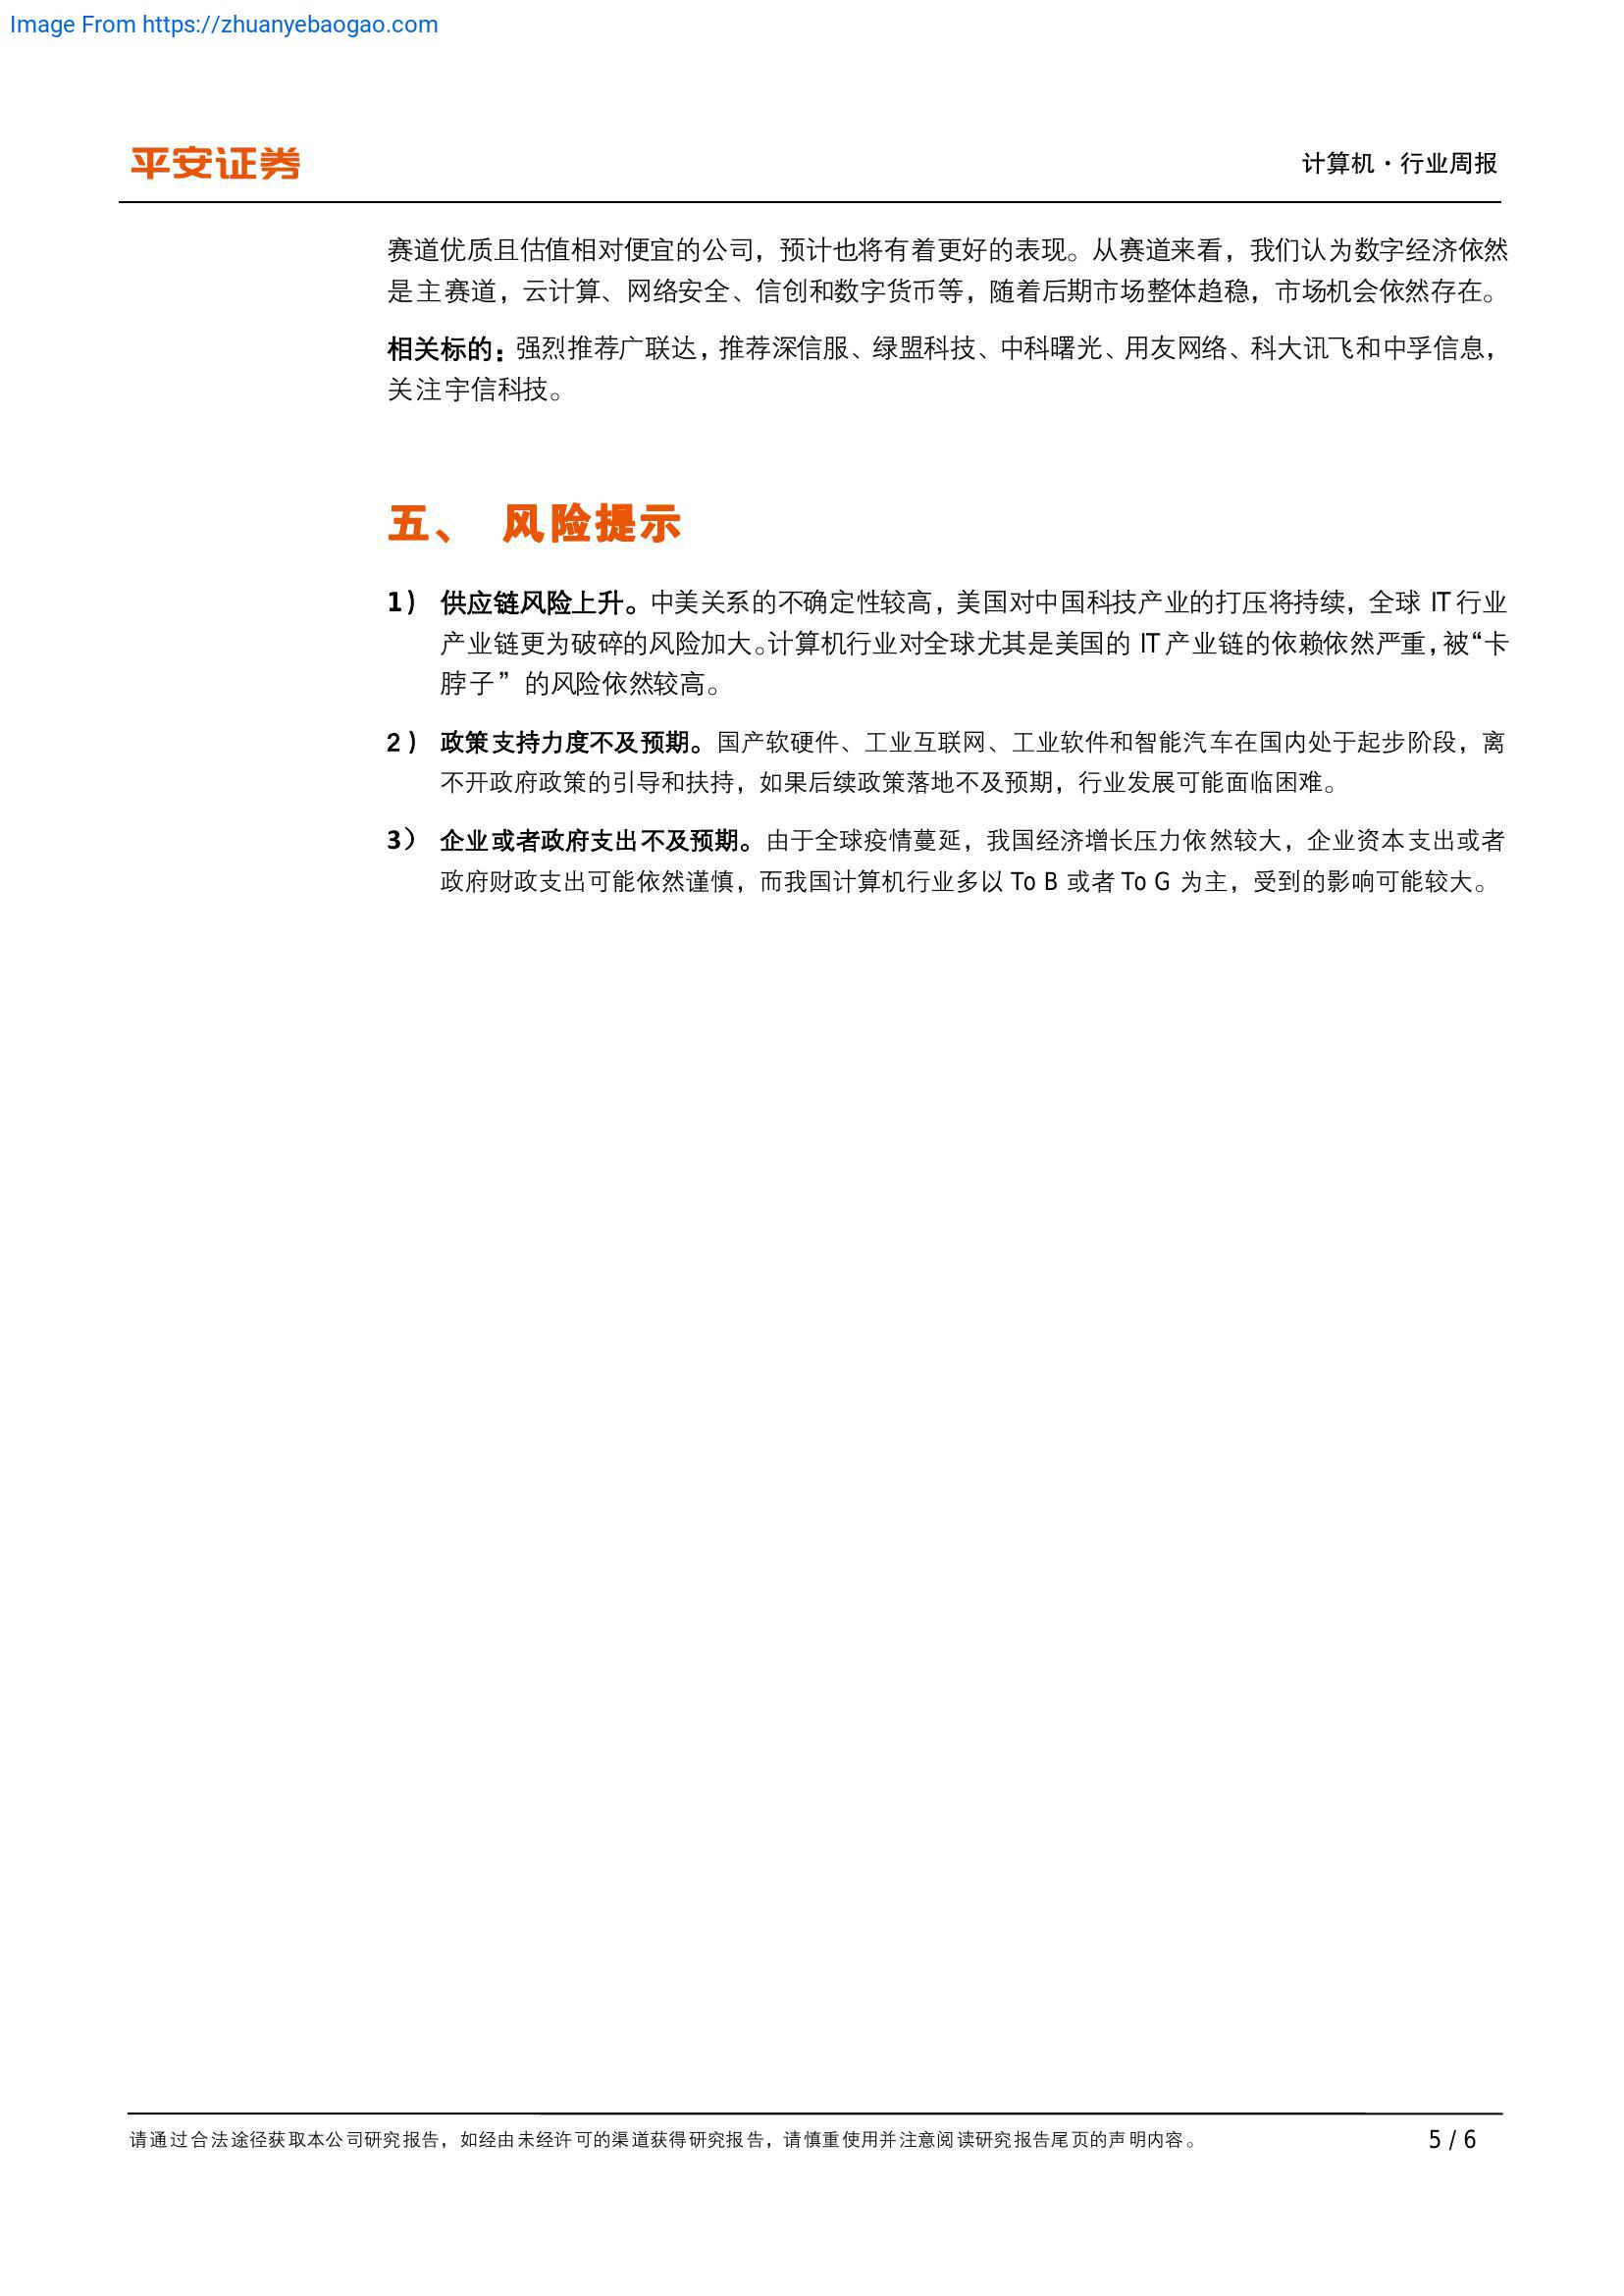 Image From https://zhuanyebaogao.com
平安证券
计算机·行业周报
赛道优质且估值相对便宜的公司，预计也将有着更好的表现。从赛道来看，我们认为数字经济依然
是主赛道，云计算、网络安全、信创和数字货币等，随着后期市场整体趋稳，市场机会依然存在。
相关标的：强烈推荐广联达，推荐深信服、绿盟科技、中科曙光、用友网络、科大讯飞和中孚信息，
关注宇信科技。
五、 风险提示
1） 供应链风险上升。中美关系的不确定性较高，美国对中国科技产业的打压将持续，全球 IT 行业
产业链更为破碎的风险加大。计算机行业对全球尤其是美国的 IT 产业链的依赖依然严重，被“卡
脖子”的风险依然较高。
2） 政策支持力度不及预期。国产软硬件、工业互联网、工业软件和智能汽车在国内处于起步阶段，离
不开政府政策的引导和扶持，如果后续政策落地不及预期，行业发展可能面临困难。
3） 企业或者政府支出不及预期。由于全球疫情蔓延，我国经济增长压力依然较大，企业资本支出或者
政府财政支出可能依然谨慎，而我国计算机行业多以 To B 或者 To G 为主，受到的影响可能较大。
请通过合法途径获取本公司研究报告，如经由未经许可的渠道获得研究报告，请慎重使用并注意阅读研究报告尾页的声明内容。
5 / 6